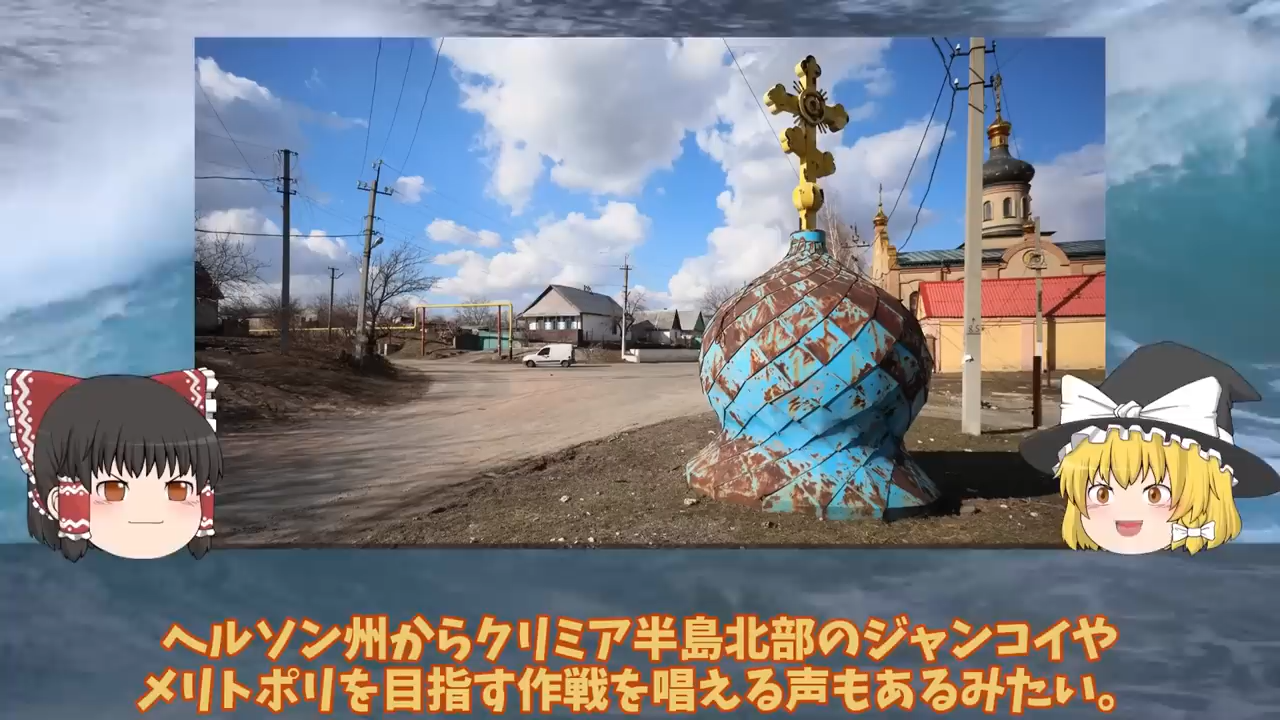 ヘルソン州からクリミア半島北部のジャンコイや
メリトポリを目指す作戦を唱える声もあるみたい。